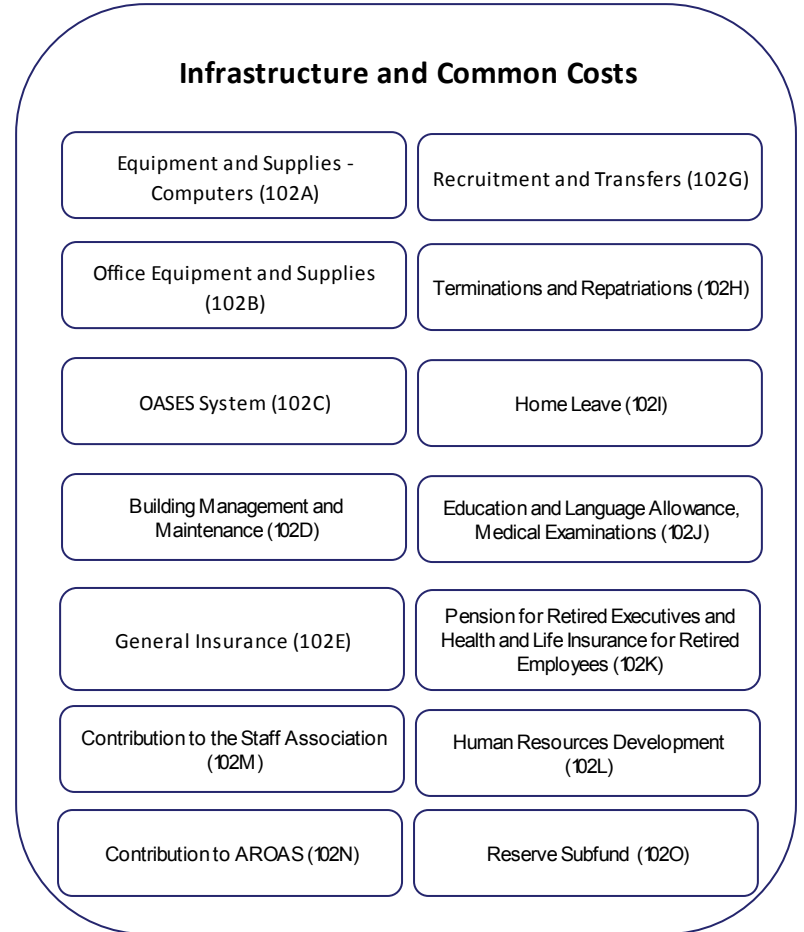 Infrastructure and Common Costs
Equipment and Supplies -
Computers (102A)
Recruitment and Transfers (102G)
Office Equipment and Supplies
(102B)
Terminations and Repatriations (102H)
OASES System (102C)
Home Leave (102I)
Building Management and
Maintenance (102D)
Education and Language Allowance,
Medical Examinations (102J)
General Insurance (102E)
Pension for Retired Executives and
Health and Life Insurance for Retired
Employees (102K)
Contribution to the Staff Association
(102M)
Human Resources Development
(102L)
Contribution to AROAS (102N)
Reserve Subfund (102O)